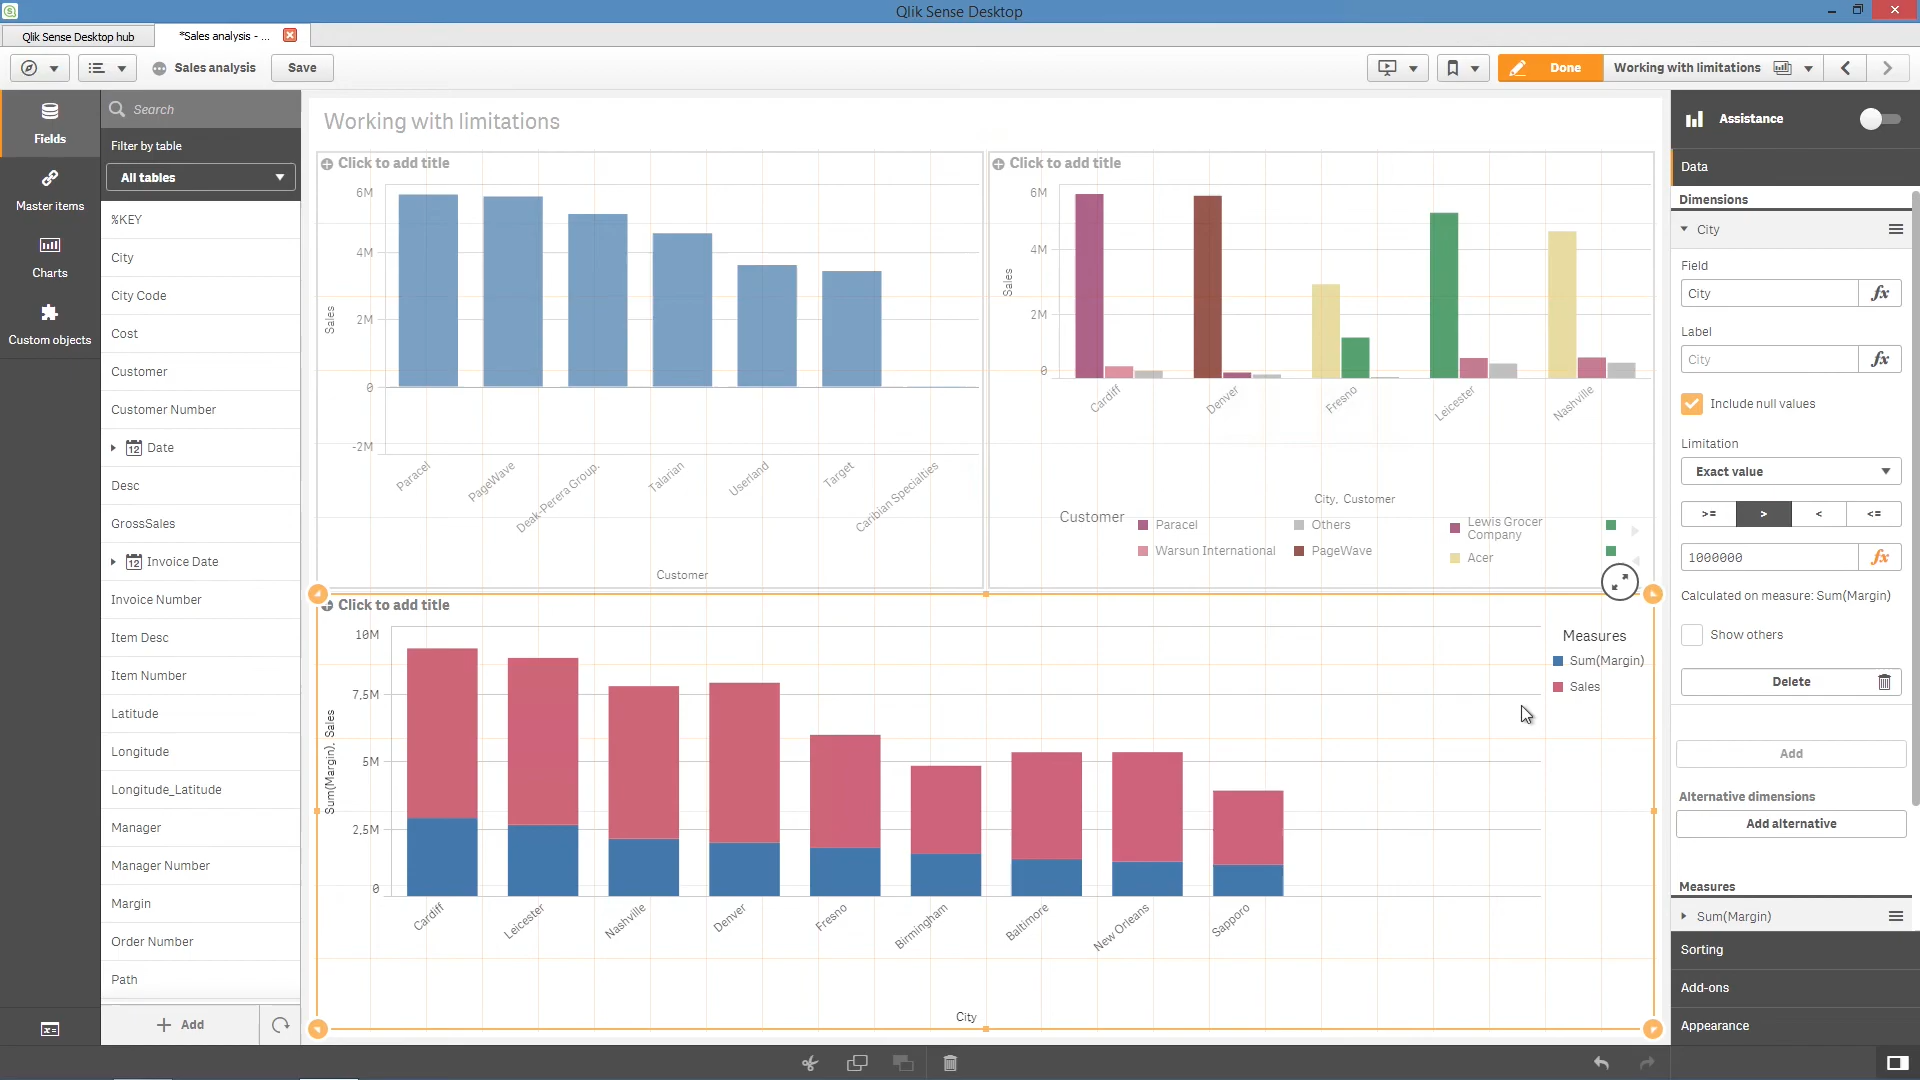 Qlik Sense Desktop
Qlik Sense Desktop hub
*Sales analysis - ...
Sales analysis
Save
Done
Working with limitations
Fields
Master items
Charts
Custom objects
Search
Filter by table
All tables
%KEY
City
City Code
Cost
Customer
Customer Number
12 Date
Desc
GrossSales
12 Invoice Date
Invoice Number
Item Desc
Item Number
Latitude
Longitude
Longitude_Latitude
Manager
Manager Number
Margin
Order Number
Path
Add
Working with limitations
Click to add title
6M
4M
2M
0
-2M
Sales
Paracel
PageWave
Deak-Perera Group.
Talarian
Userland
Target
Caribian Specialties
Customer
Click to add title
6M
4M
2M
0
Sales
Cardiff
Denver
Fresno
Leicester
Nashville
City, Customer
Customer
Paracel
Others
Lewis Grocer
Company
Warsun International
PageWave
Acer
Click to add title
10M
7.5M
5M
2.5M
0
Sum(Margin), Sales
Cardiff
Leicester
Nashville
Denver
Fresno
Birmingham
Baltimore
New Orleans
Sapporo
City
Measures
Sum(Margin)
Sales
Assistance
Data
Dimensions
City
Field
City
fx
Label
City
fx
Include null values
Limitation
Exact value
>=
>
<
<=
1000000
fx
Calculated on measure: Sum(Margin)
Show others
Delete
Add
Alternative dimensions
Add alternative
Measures
Sum(Margin)
Sorting
Add-ons
Appearance